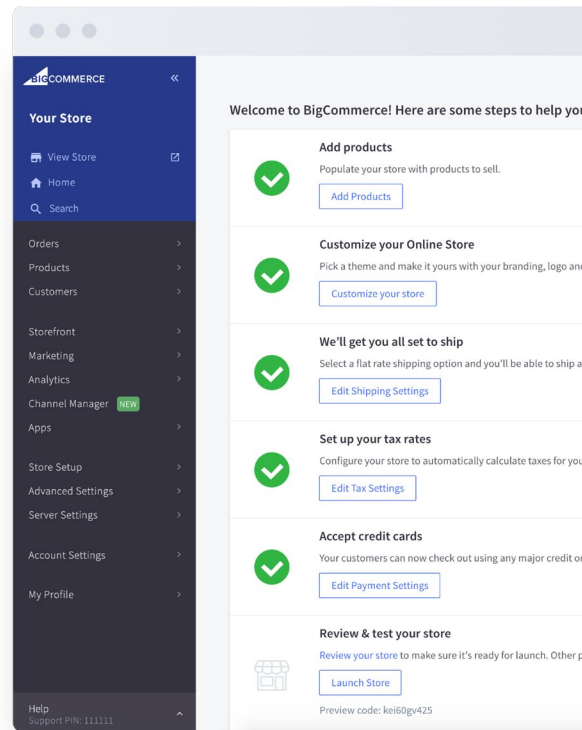 BIGCOMMERCE
Your Store
View Store
Home
Search
Orders
Products
Customers
Storefront
Marketing
Analytics
Channel Manager NEW
Apps
Store Setup
Advanced Settings
Server Settings
Account Settings
My Profile
Help
Support PIN: 111111
Welcome to BigCommerce! Here are some steps to help you
Add products
Populate your store with products to sell.
Add Products
Customize your Online Store
Pick a theme and make it yours with your branding, logo and
Customize your store
We'll get you all set to ship
Select a flat rate shipping option and you'll be able to ship a
Edit Shipping Settings
Set up your tax rates
Configure your store to automatically calculate taxes for you
Edit Tax Settings
Accept credit cards
Your customers can now check out using any major credit or
Edit Payment Settings
Review & test your store
Review your store to make sure it's ready for launch. Other p
Launch Store
Preview code: kei60gv425